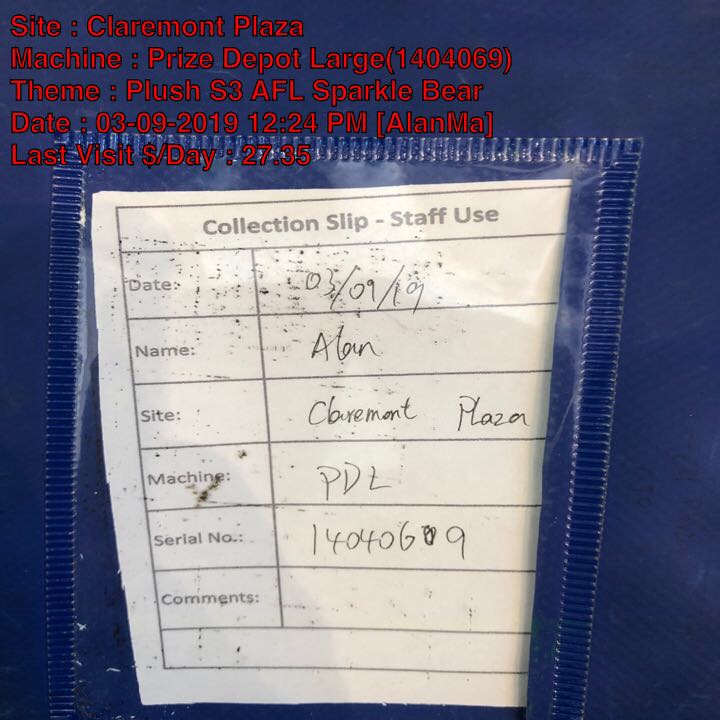 Site : Claremont Plaza
Machine : Prize Depot Large(1404069)
Theme : Plush S3 AFL Sparkle Bear
Date : 03-09-2019 12:24 PM [AlanMa]
Last Visit $/Day : 27.35
Collection Slip - Staff Use
Date: 03/09/19
Name: Alan
Site: Claremont Plaza
Machine: PDL
Serial No.:
Comments: